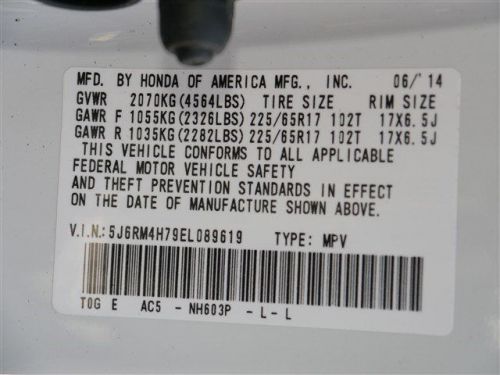 MFD. BY HONDA OF AMERICA MFG., INC. 06/'14
GVWR 2070KG(4564LBS) TIRE SIZE RIM SIZE
GAWR F 1055KG(2326LBS) 225/65R17 102T 17X6.5J
GAWR R 1035KG(2282LBS) 225/65R17 102T 17X6.5J
THIS VEHICLE CONFORMS TO ALL APPLICABLE
FEDERAL MOTOR VEHICLE SAFETY
AND THEFT PREVENTION STANDARDS IN EFFECT
ON THE DATE OF MANUFACTURE SHOWN ABOVE.
V.I.N.: 5J6RM4H79EL089619 TYPE: MPV
T0G E AC5 - NH603P - L - L